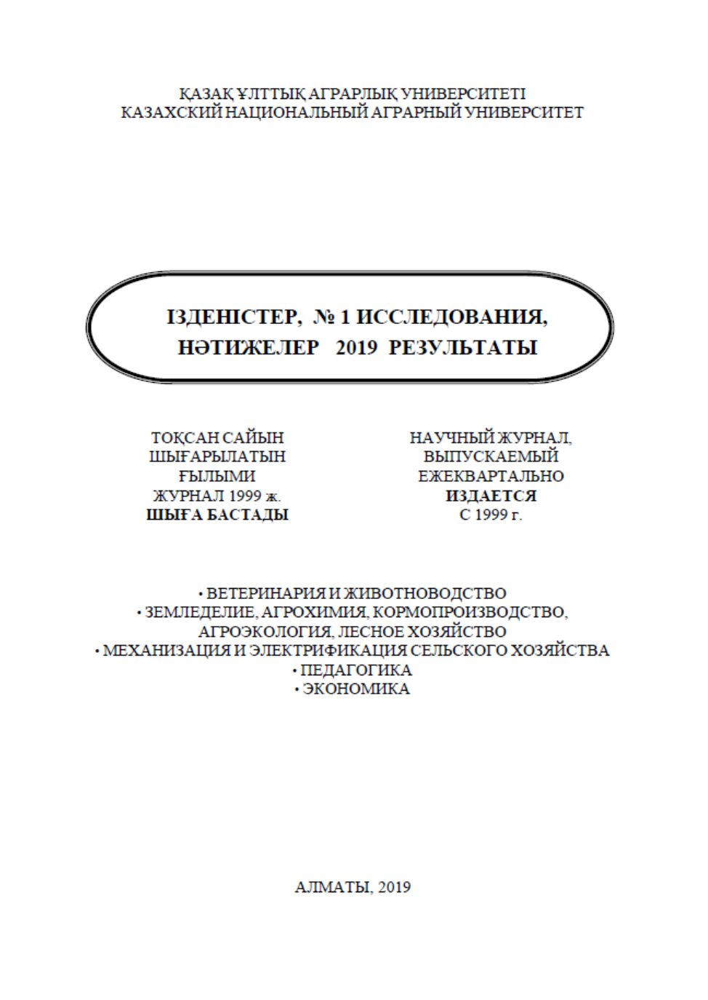 ҚАЗАҚ ҰЛТТЫҚ АГРАРЛЫҚ УНИВЕРСИТЕТІ
КАЗАХСКИЙ НАЦИОНАЛЬНЫЙ АГРАРНЫЙ УНИВЕРСИТЕТ
ІЗДЕНІСТЕР, № 1 ИССЛЕДОВАНИЯ,
НӘТИЖЕЛЕР 2019 РЕЗУЛЬТАТЫ
ТОҚСАН САЙЫН
ШЫҒАРЫЛАТЫН
ҒЫЛЫМИ
ЖУРНАЛ 1999 ж.
ШЫҒА БАСТАДЫ
НАУЧНЫЙ ЖУРНАЛ,
ВЫПУСКАЕМЫЙ
ЕЖЕКВАРТАЛЬНО
ИЗДАЕТСЯ
С 1999 г.
• ВЕТЕРИНАРИЯ И ЖИВОТНОВОДСТВО
• ЗЕМЛЕДЕЛИЕ, АГРОХИМИЯ, КОРМОПРОИЗВОДСТВО,
АГРОЭКОЛОГИЯ, ЛЕСНОЕ ХОЗЯЙСТВО
• МЕХАНИЗАЦИЯ И ЭЛЕКТРИФИКАЦИЯ СЕЛЬСКОГО ХОЗЯЙСТВА
• ПЕДАГОГИКА
• ЭКОНОМИКА
АЛМАТЫ, 2019